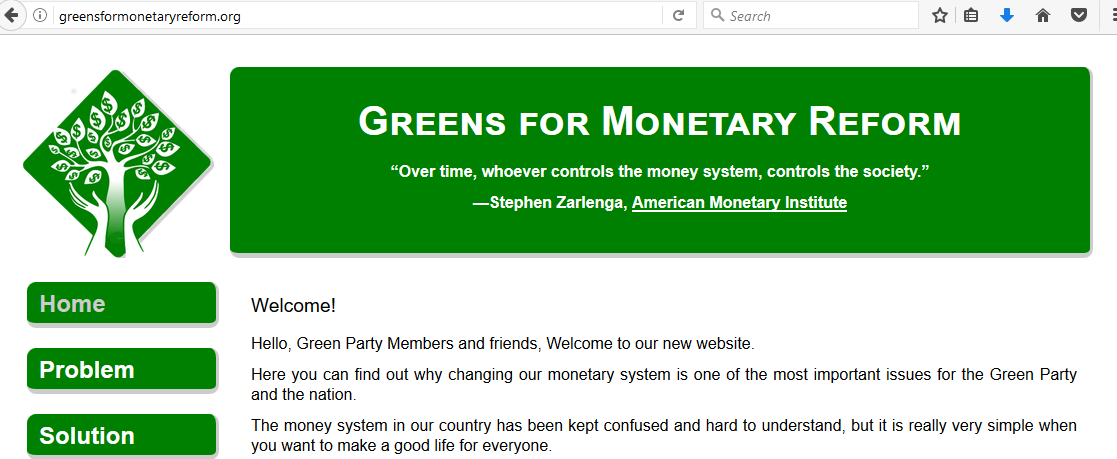 greensformonetaryreform.org
Search
Greens for Monetary Reform
“Over time, whoever controls the money system, controls the society.”
—Stephen Zarlenga, American Monetary Institute
Home
Problem
Solution
Welcome!
Hello, Green Party Members and friends, Welcome to our new website.
Here you can find out why changing our monetary system is one of the most important issues for the Green Party
and the nation.
The money system in our country has been kept confused and hard to understand, but it is really very simple when
you want to make a good life for everyone.